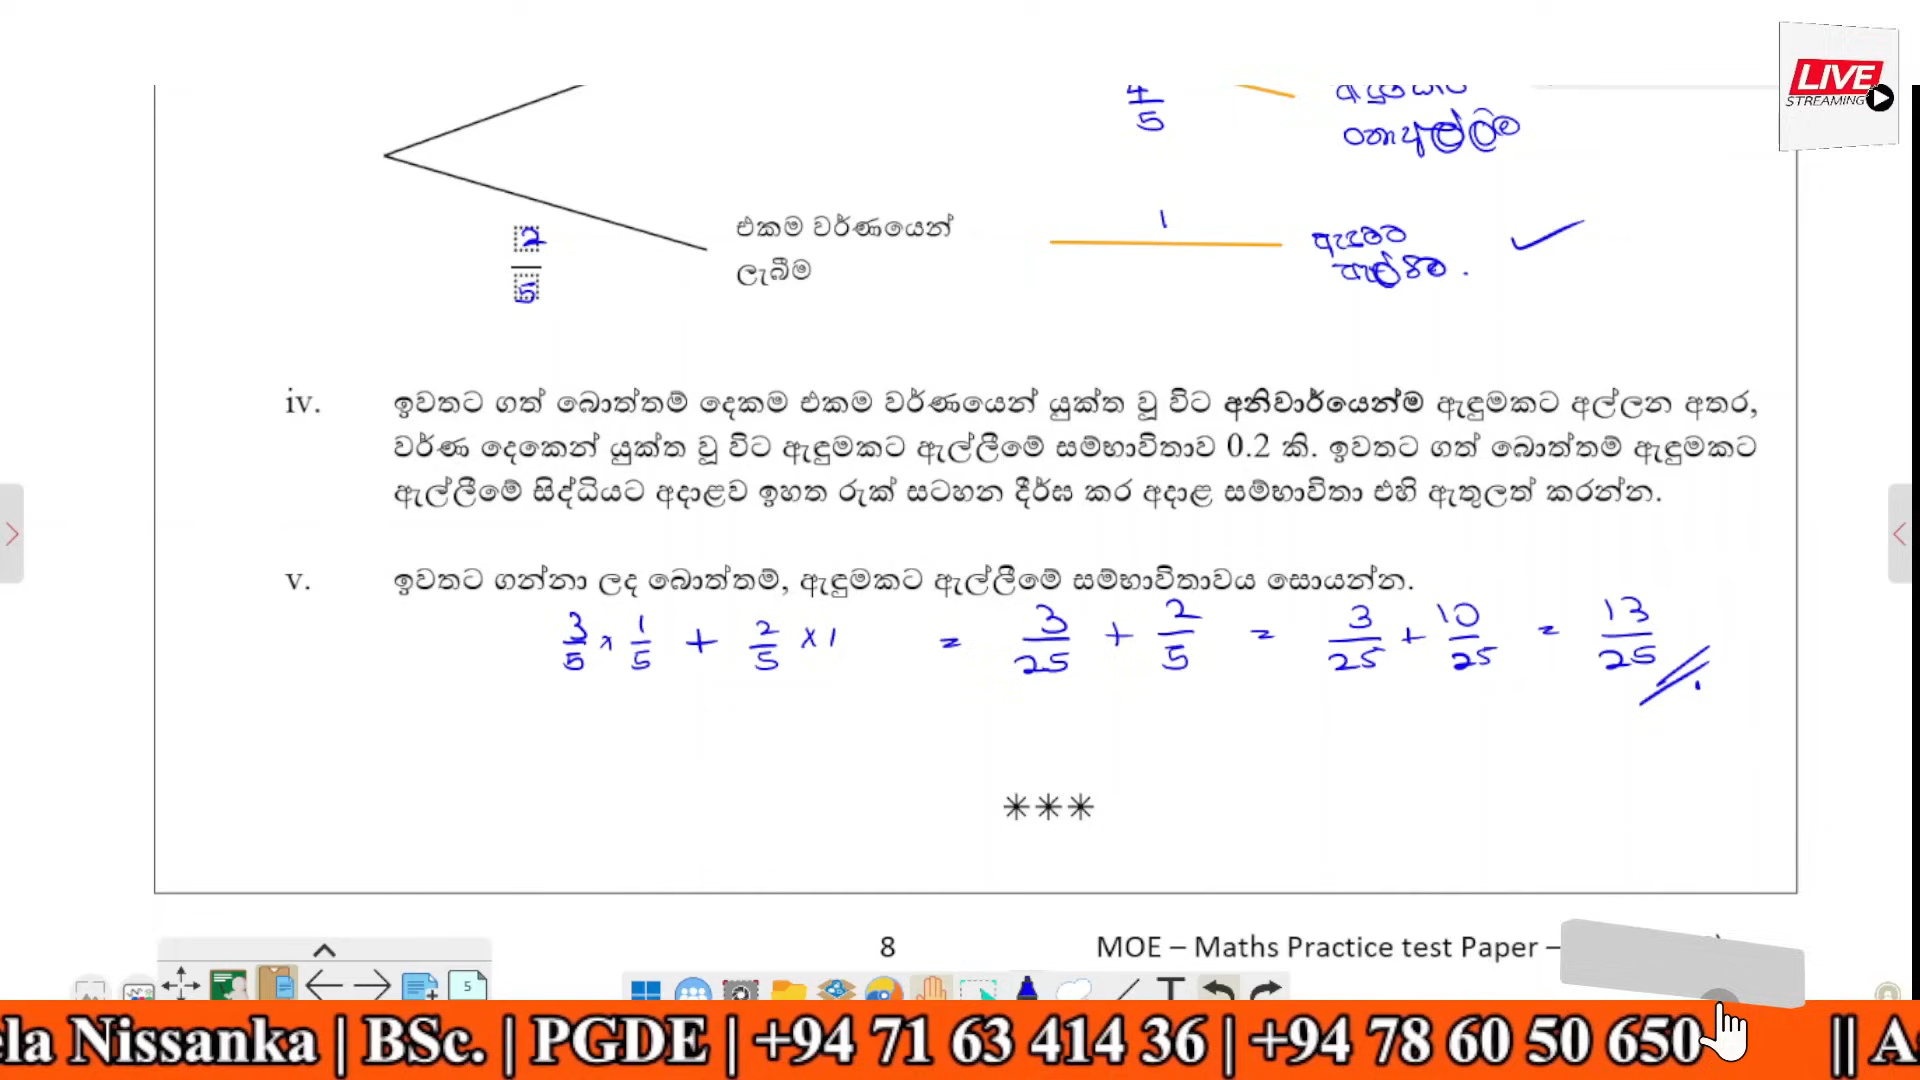 LIVE
STREAMING
4
5
නොඇල්ලීම
1
එකම වර්ණයෙන්
ලැබීම
2
5
ඇඳුමට
ඇල්ලීම.
iv. ඉවතට ගත් බොත්තම් දෙකම එකම වර්ණයෙන් යුක්ත වූ විට අනිවාර්යෙන්ම ඇඳුමකට අල්ලන අතර,
වර්ණ දෙකෙන් යුක්ත වූ විට ඇඳුමකට ඇල්ලීමේ සම්භාවිතාව 0.2 කි. ඉවතට ගත් බොත්තම් ඇඳුමකට
ඇල්ලීමේ සිද්ධියට අදාළව ඉහත රුක් සටහන දීර්ඝ කර අදාළ සම්භාවිතා එහි ඇතුලත් කරන්න.
v. ඉවතට ගන්නා ලද බොත්තම්, ඇඳුමකට ඇල්ලීමේ සම්භාවිතාවය සොයන්න.
3/5 × 1/5 + 2/5 × 1 = 3/25 + 2/5 = 3/25 + 10/25 = 13/25
***
8 MOE – Maths Practice test Paper –
5
ela Nissanka | BSc. | PGDE | +94 71 63 414 36 | +94 78 60 50 650 || A